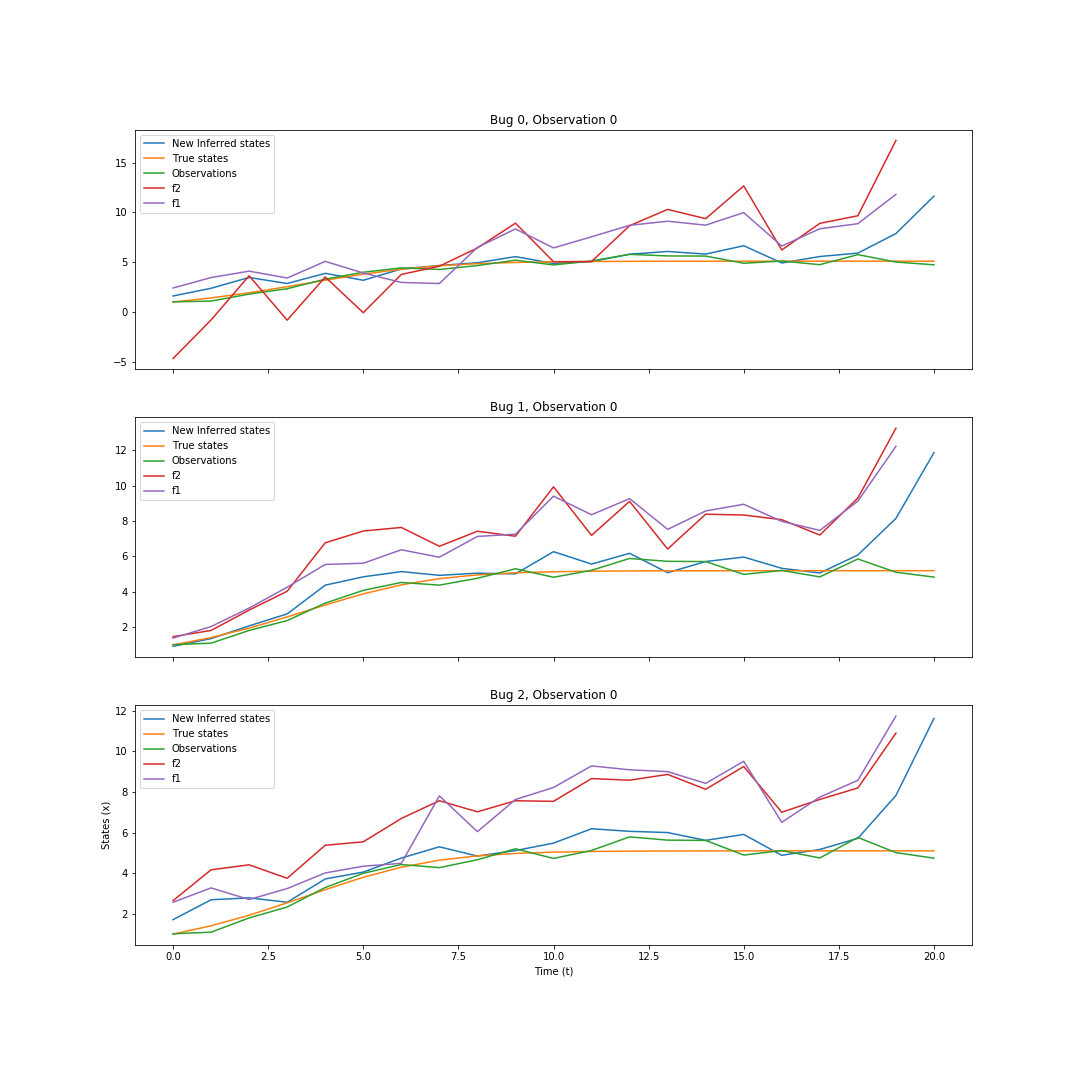 Bug 0, Observation 0
New Inferred states
True states
Observations
f2
f1
15
10
5
0
−5
Bug 1, Observation 0
New Inferred states
True states
Observations
f2
f1
12
10
8
6
4
2
Bug 2, Observation 0
New Inferred states
True states
Observations
f2
f1
12
10
8
6
4
2
States (x)
0.0 2.5 5.0 7.5 10.0 12.5 15.0 17.5 20.0
Time (t)